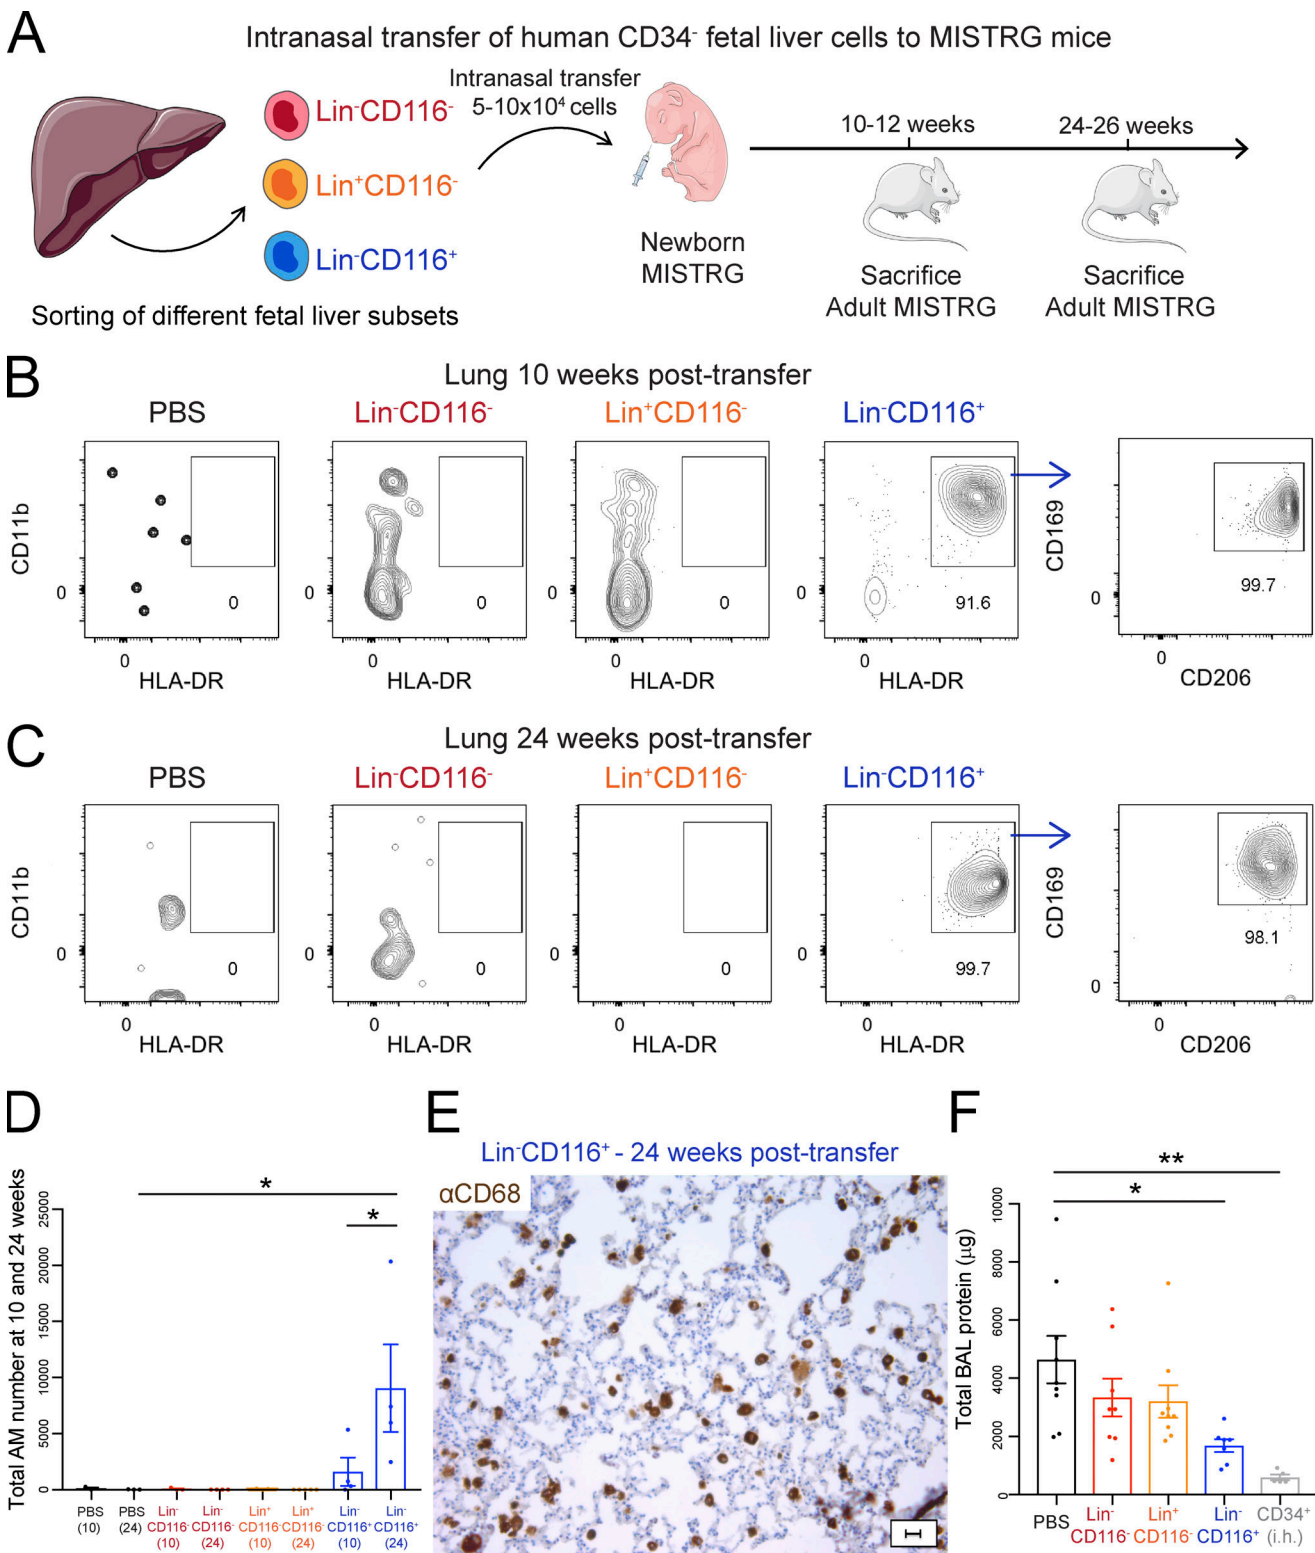 A
Intranasal transfer of human CD34⁻ fetal liver cells to MISTRG mice
Lin⁻CD116⁻
Lin⁺CD116⁻
Lin⁻CD116⁺
Sorting of different fetal liver subsets
Intranasal transfer
5-10x10⁴ cells
Newborn
MISTRG
10-12 weeks
24-26 weeks
Sacrifice
Adult MISTRG
Sacrifice
Adult MISTRG
B
Lung 10 weeks post-transfer
PBS
Lin⁻CD116⁻
Lin⁺CD116⁻
Lin⁻CD116⁺
CD11b
0
0
0
HLA-DR
0
0
0
HLA-DR
0
0
0
HLA-DR
0
91.6
0
HLA-DR
CD169
0
99.7
0
CD206
C
Lung 24 weeks post-transfer
PBS
Lin⁻CD116⁻
Lin⁺CD116⁻
Lin⁻CD116⁺
CD11b
0
0
0
HLA-DR
0
0
0
HLA-DR
0
0
0
HLA-DR
0
99.7
0
HLA-DR
CD169
0
98.1
0
CD206
D
Total AM number at 10 and 24 weeks
25000
20000
15000
10000
5000
0
*
*
PBS
(10)
PBS
(24)
Lin⁻
CD116⁻
(10)
Lin⁻
CD116⁻
(24)
Lin⁺
CD116⁻
(10)
Lin⁺
CD116⁻
(24)
Lin⁻
CD116⁺
(10)
Lin⁻
CD116⁺
(24)
E
Lin⁻CD116⁺ - 24 weeks post-transfer
αCD68
F
Total BAL protein (µg)
10000
8000
6000
4000
2000
0
**
*
PBS
Lin⁻
CD116⁻
Lin⁺
CD116⁻
Lin⁻
CD116⁺
CD34⁺
(i.h.)